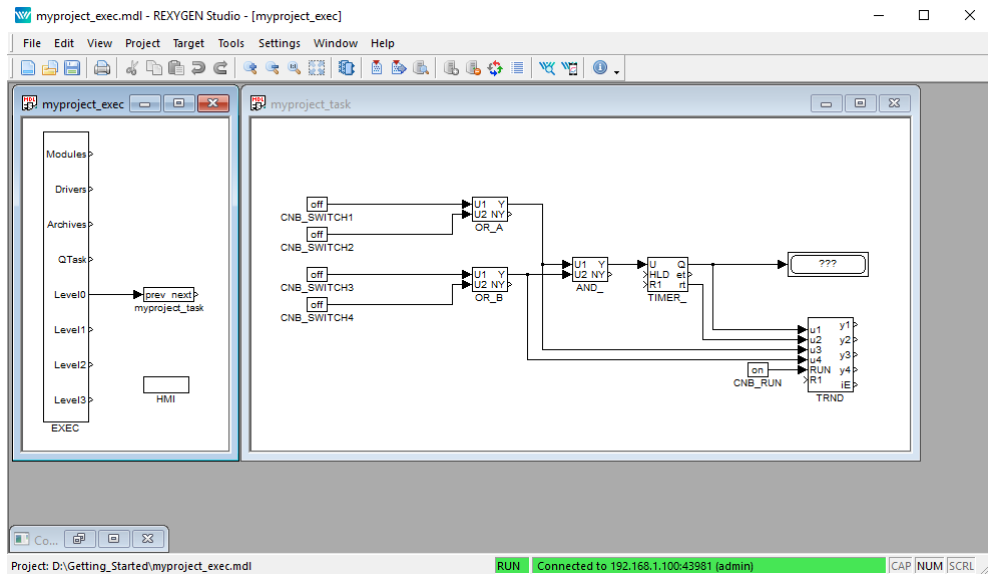 myproject_exec.mdl - REXYGEN Studio - [myproject_exec]
File Edit View Project Target Tools Settings Window Help
myproject_exec
Modules
Drivers
Archives
QTask
Level0
prev next
myproject_task
Level1
Level2
Level3
HMI
EXEC
myproject_task
off
CNB_SWITCH1
off
CNB_SWITCH2
U1 Y
U2 NY
OR_A
off
CNB_SWITCH3
off
CNB_SWITCH4
U1 Y
U2 NY
OR_B
U1 Y
U2 NY
AND_
U Q
HLD et
R1 rt
TIMER_
???
on
CNB_RUN
u1 y1
u2 y2
u3 y3
u4
RUN y4
R1 iE
TRND
Co...
Project: D:\Getting_Started\myproject_exec.mdl RUN Connected to 192.168.1.100:43981 (admin) CAP NUM SCRL